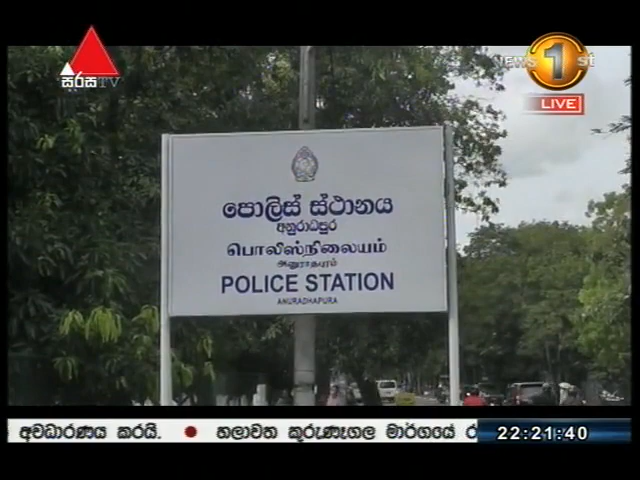 සිරස TV
NEWS 1st
LIVE
පොලිස් ස්ථානය
අනුරාධපුර
பொலிஸ்நிலையம்
அனுராதபுரம்
POLICE STATION
ANURADHAPURA
අවධාරණය කරයි. ● හලාවත කුරුණෑගල මාර්ගයේ
22:21:40